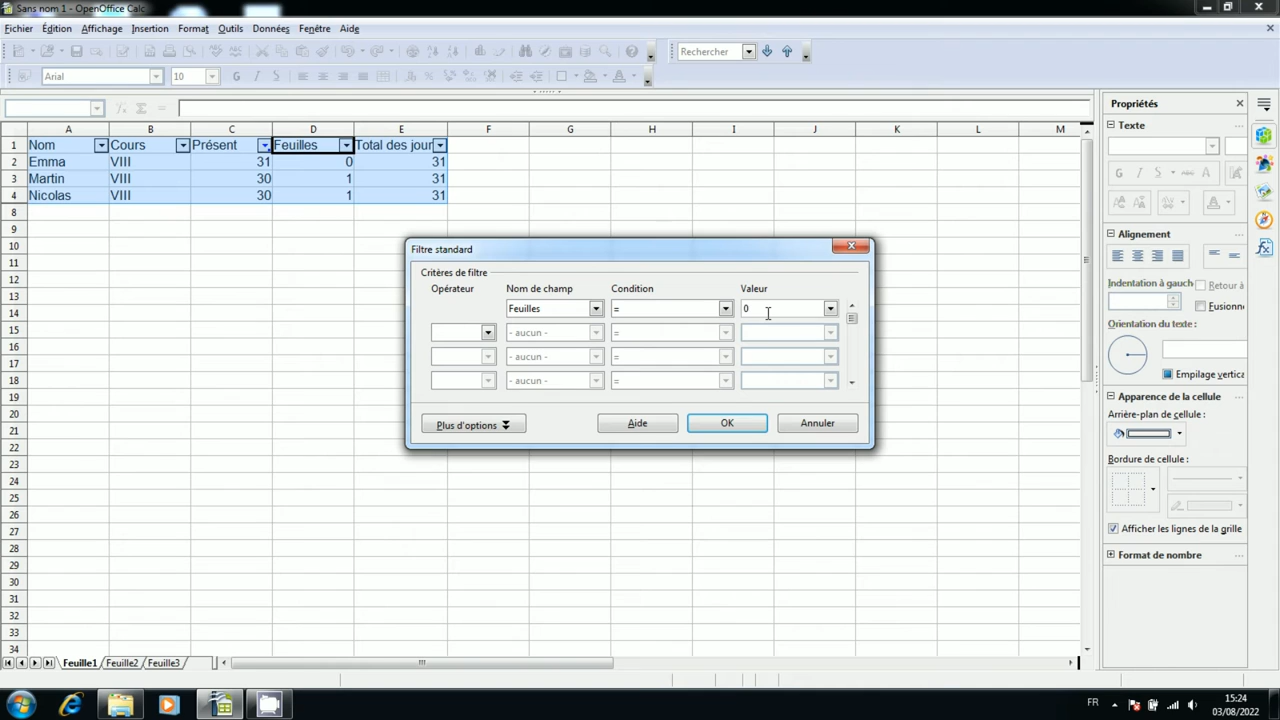 Sans nom 1 - OpenOffice Calc
Fichier Édition Affichage Insertion Format Outils Données Fenêtre Aide
Rechercher
Arial 10
A B C D E F G H I J K L M
1 Nom Cours Présent Feuilles Total des jour
2 Emma VIII 31 0 31
3 Martin VIII 30 1 31
4 Nicolas VIII 30 1 31
8
9
10
11
12
13
14
15
16
17
18
19
20
21
22
23
24
25
26
27
28
29
30
31
32
33
34
Filtre standard
Critères de filtre
Opérateur Nom de champ Condition Valeur
Feuilles = 0
- aucun - =
- aucun - =
- aucun - =
Plus d'options Aide OK Annuler
Propriétés
Texte
Alignement
Indentation à gauch Retour à
Fusionne
Orientation du texte :
Empilage vertica
Apparence de la cellule
Arrière-plan de cellule :
Bordure de cellule :
Afficher les lignes de la grille
Format de nombre
Feuille1 Feuille2 Feuille3
FR 15:24
03/08/2022